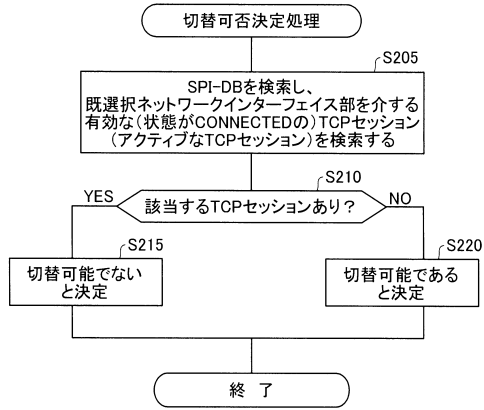 切替可否決定処理
S205
SPI-DBを検索し、
既選択ネットワークインターフェイス部を介する
有効な(状態がCONNECTEDの)TCPセッション
(アクティブなTCPセッション)を検索する
S210
YES
該当するTCPセッションあり?
NO
S215
切替可能でない
と決定
S220
切替可能である
と決定
終 了